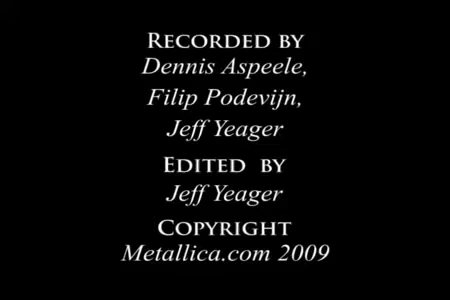 RECORDED BY
Dennis Aspeele,
Filip Podevijn,
Jeff Yeager
EDITED BY
Jeff Yeager
COPYRIGHT
Metallica.com 2009